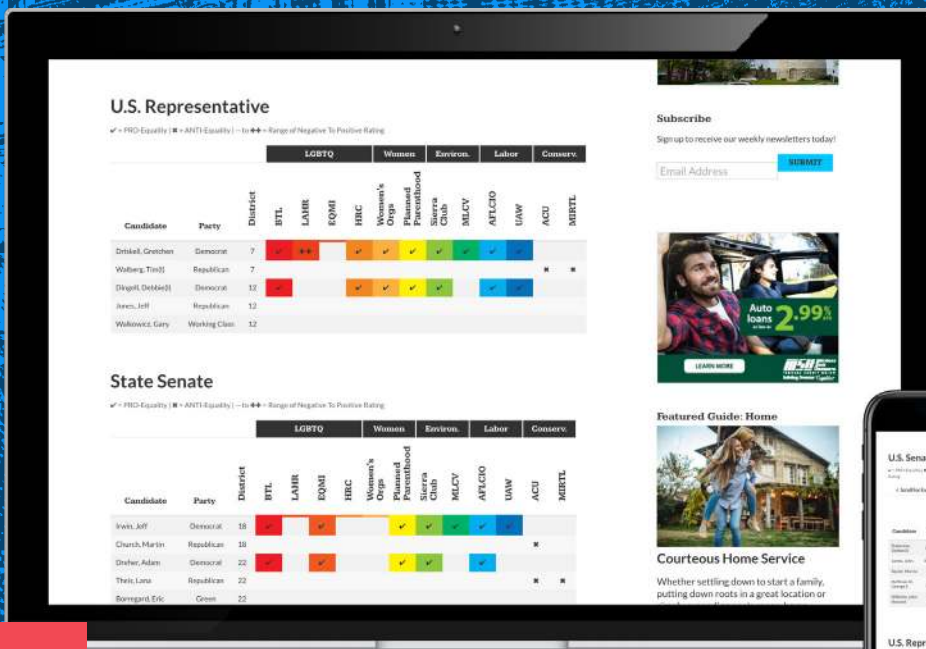 U.S. Representative
✔ = PRO-Equality | ✖ = ANTI-Equality | -- to ✚✚ = Range of Negative To Positive Rating
LGBTQ Women Environ. Labor Conserv.
Candidate Party District BTL LAHR EQMI HRC Women's Orgs Planned Parenthood Sierra Club MLCV AFLCIO UAW ACU MIRTL
Driskell, Gretchen Democrat 7 ✔ ✚✚ ✔ ✔ ✔ ✔ ✔ ✔ ✔
Walberg, Tim(I) Republican 7 ✖ ✖
Dingell, Debbie(I) Democrat 12 ✔ ✔ ✔ ✔ ✔ ✔ ✔
Jones, Jeff Republican 12
Walkowicz, Gary Working Class 12
State Senate
✔ = PRO-Equality | ✖ = ANTI-Equality | -- to ✚✚ = Range of Negative To Positive Rating
LGBTQ Women Environ. Labor Conserv.
Candidate Party District BTL LAHR EQMI HRC Women's Orgs Planned Parenthood Sierra Club MLCV AFLCIO UAW ACU MIRTL
Irwin, Jeff Democrat 18 ✔ ✔ ✔ ✔ ✔ ✔ ✔
Church, Martin Republican 18 ✖
Dreher, Adam Democrat 22 ✔ ✔ ✔ ✔ ✔
Theis, Lana Republican 22 ✖ ✖
Borregard, Eric Green 22
Subscribe
Sign up to receive our weekly newsletters today!
Email Address
SUBMIT
Auto
loans
2.99%
LEARN MORE
Featured Guide: Home
Courteous Home Service
Whether settling down to start a family,
putting down roots in a great location or
U.S. Sena
Candidate
U.S. Repr